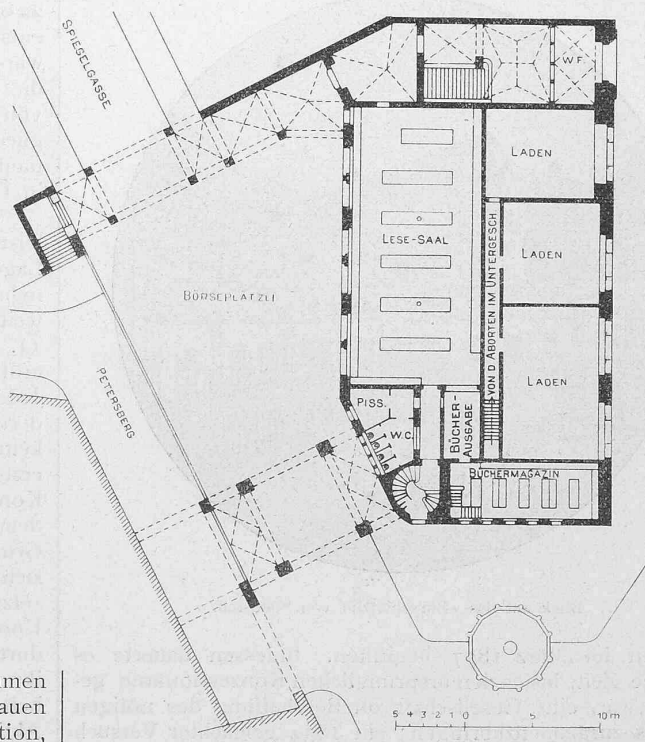 SPIEGELGASSE
W.F.
LADEN
LESE-SAAL
LADEN
VON D. ABORTEN IM UNTERGESCH.
BÖRSEPLÄTZLI
LADEN
PETERSBERG
PISS.
W.C.
BÜCHER-
AUSGABE
BÜCHERMAGAZIN
5 4 3 2 1 0 5 10 m
men
auen
tion,